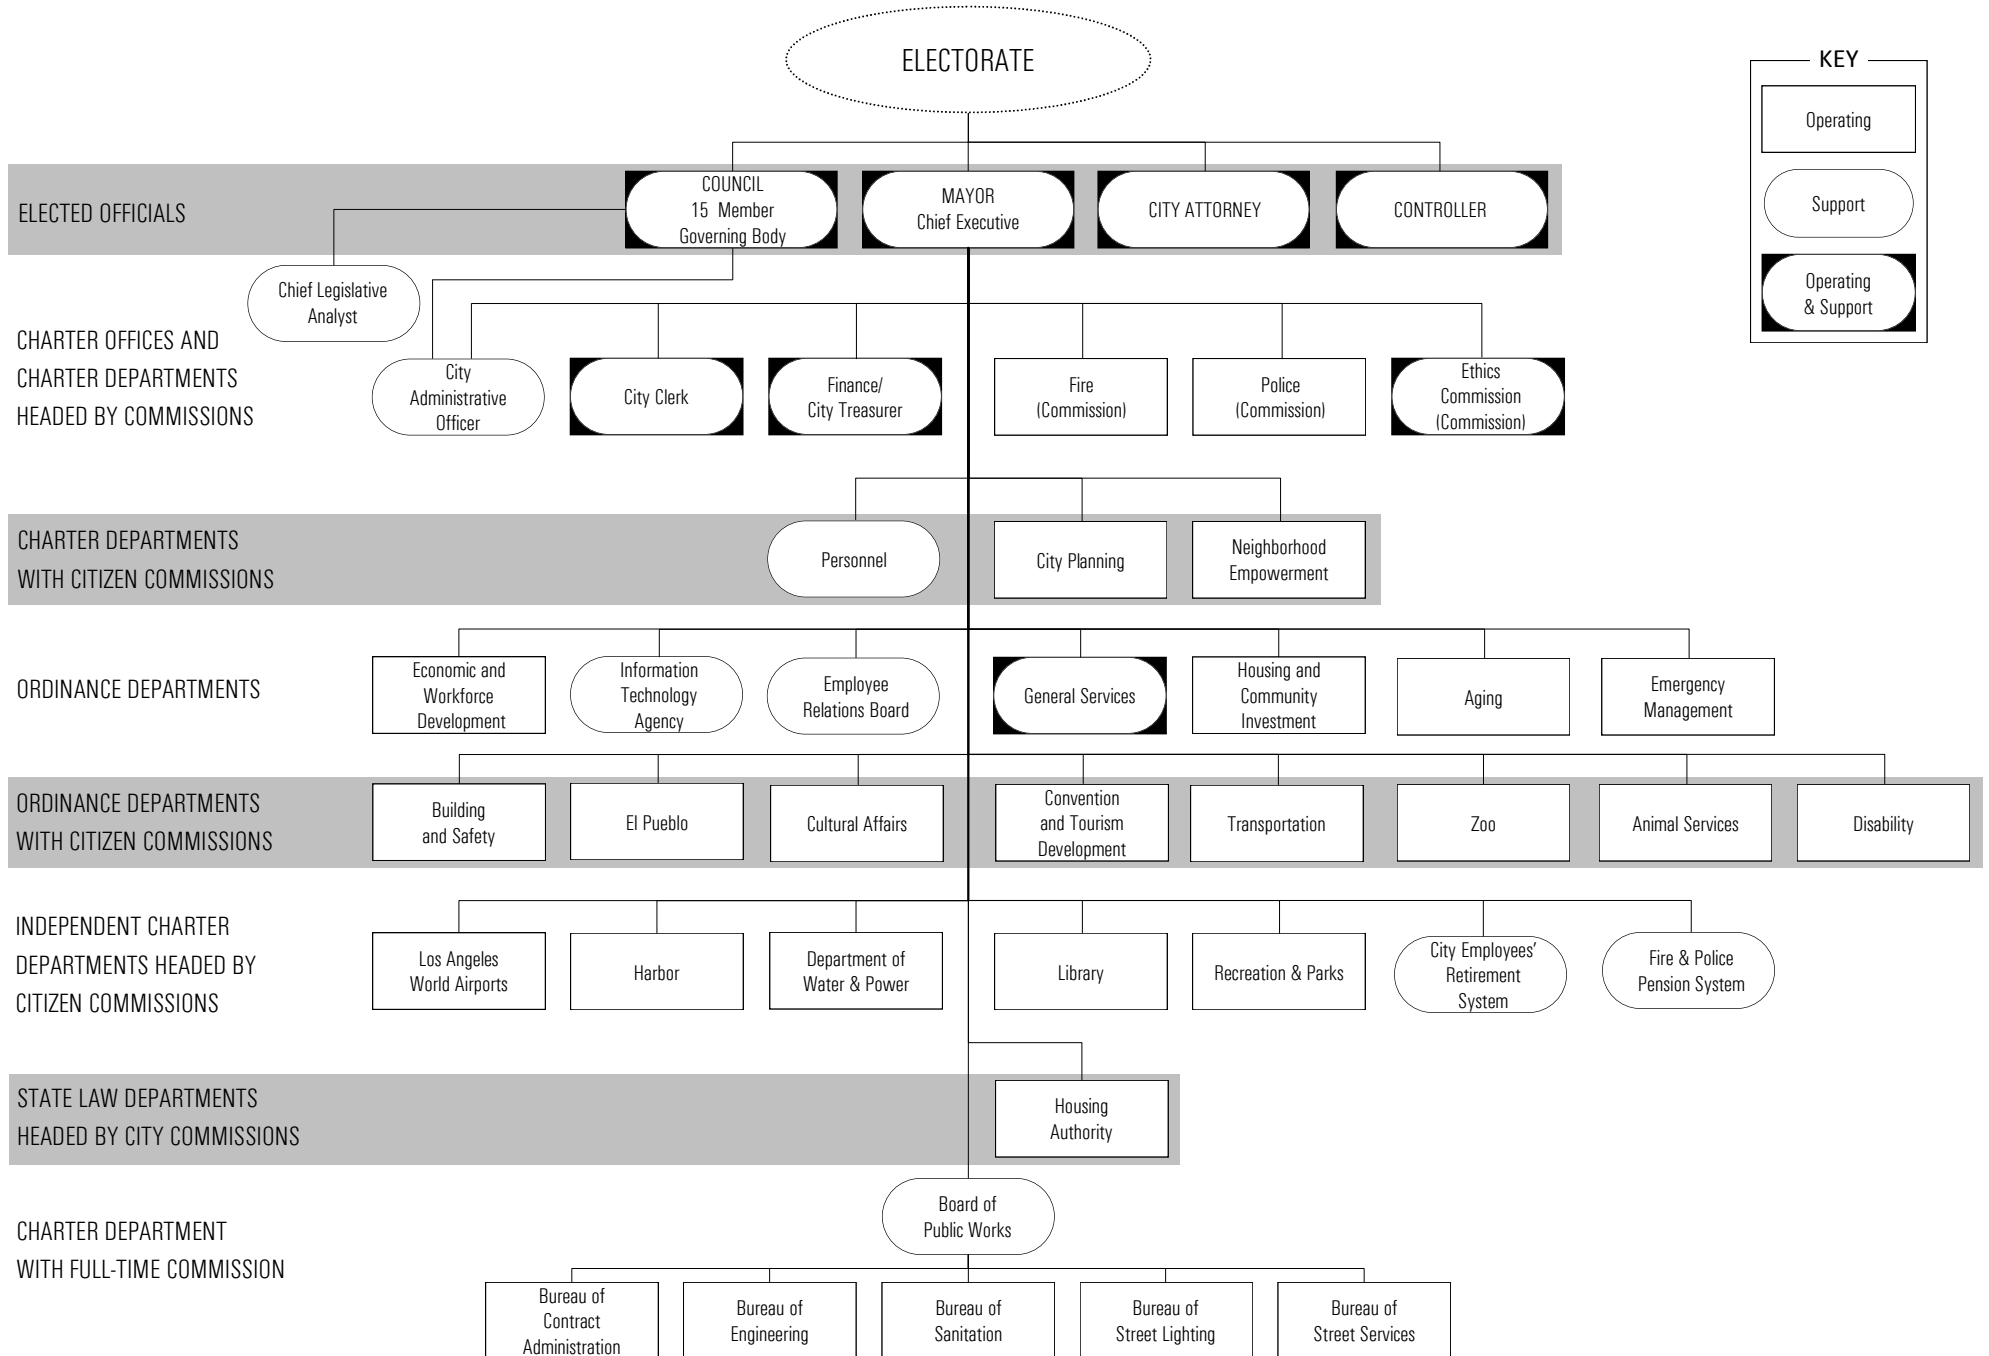 ELECTORATE
KEY
Operating
Support
Operating
& Support
ELECTED OFFICIALS
COUNCIL
15 Member
Governing Body
MAYOR
Chief Executive
CITY ATTORNEY
CONTROLLER
Chief Legislative
Analyst
CHARTER OFFICES AND
CHARTER DEPARTMENTS
HEADED BY COMMISSIONS
City
Administrative
Officer
City Clerk
Finance/
City Treasurer
Fire
(Commission)
Police
(Commission)
Ethics
Commission
(Commission)
CHARTER DEPARTMENTS
WITH CITIZEN COMMISSIONS
Personnel
City Planning
Neighborhood
Empowerment
ORDINANCE DEPARTMENTS
Economic and
Workforce
Development
Information
Technology
Agency
Employee
Relations Board
General Services
Housing and
Community
Investment
Aging
Emergency
Management
ORDINANCE DEPARTMENTS
WITH CITIZEN COMMISSIONS
Building
and Safety
El Pueblo
Cultural Affairs
Convention
and Tourism
Development
Transportation
Zoo
Animal Services
Disability
INDEPENDENT CHARTER
DEPARTMENTS HEADED BY
CITIZEN COMMISSIONS
Los Angeles
World Airports
Harbor
Department of
Water & Power
Library
Recreation & Parks
City Employees’
Retirement
System
Fire & Police
Pension System
STATE LAW DEPARTMENTS
HEADED BY CITY COMMISSIONS
Housing
Authority
CHARTER DEPARTMENT
WITH FULL-TIME COMMISSION
Board of
Public Works
Bureau of
Contract
Administration
Bureau of
Engineering
Bureau of
Sanitation
Bureau of
Street Lighting
Bureau of
Street Services